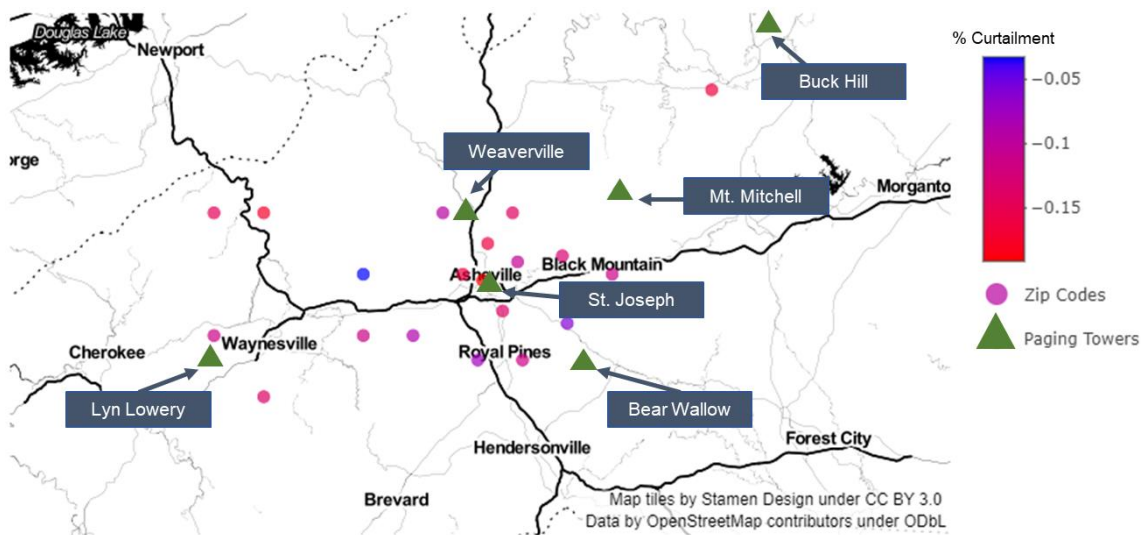 Douglas Lake
Newport
% Curtailment
−0.05
−0.1
−0.15
Buck Hill
orge
Weaverville
Mt. Mitchell
Morganto
Black Mountain
Asheville
St. Joseph
Zip Codes
Paging Towers
Cherokee
Waynesville
Royal Pines
Lyn Lowery
Bear Wallow
Hendersonville
Forest City
Brevard
Map tiles by Stamen Design under CC BY 3.0
Data by OpenStreetMap contributors under ODbL